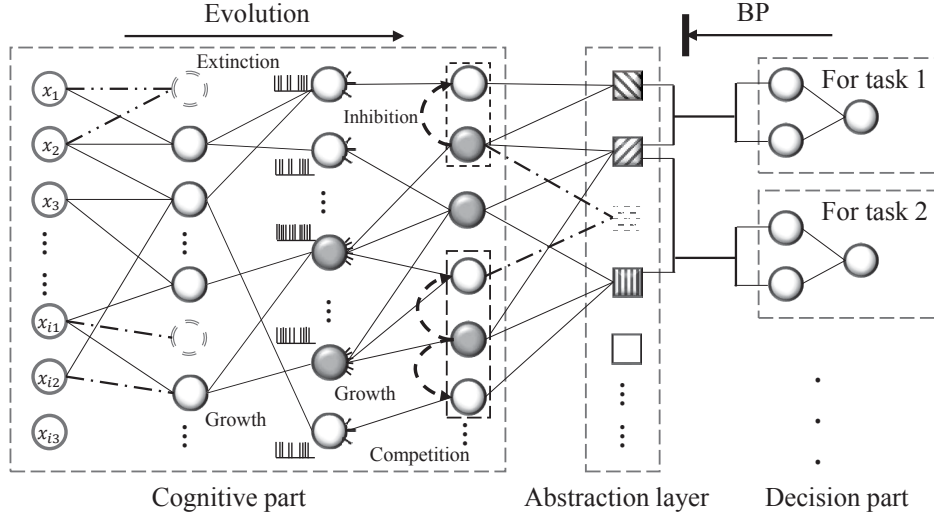 Evolution
BP
Extinction
x₁
Inhibition
For task 1
x₂
x₃
For task 2
xᵢ₁
xᵢ₂
Growth
Growth
xᵢ₃
Competition
Cognitive part
Abstraction layer
Decision part